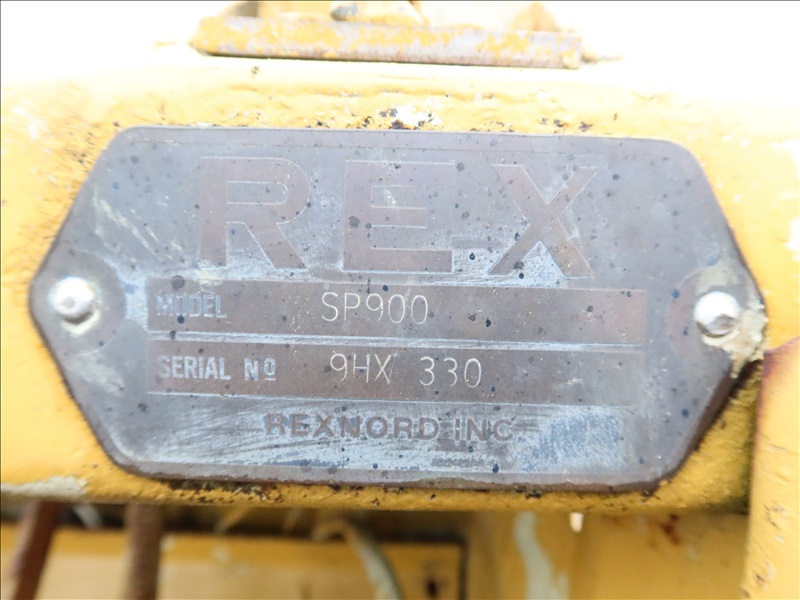 REX
MODEL SP900
SERIAL Nº 9HX 330
REXNORD INC